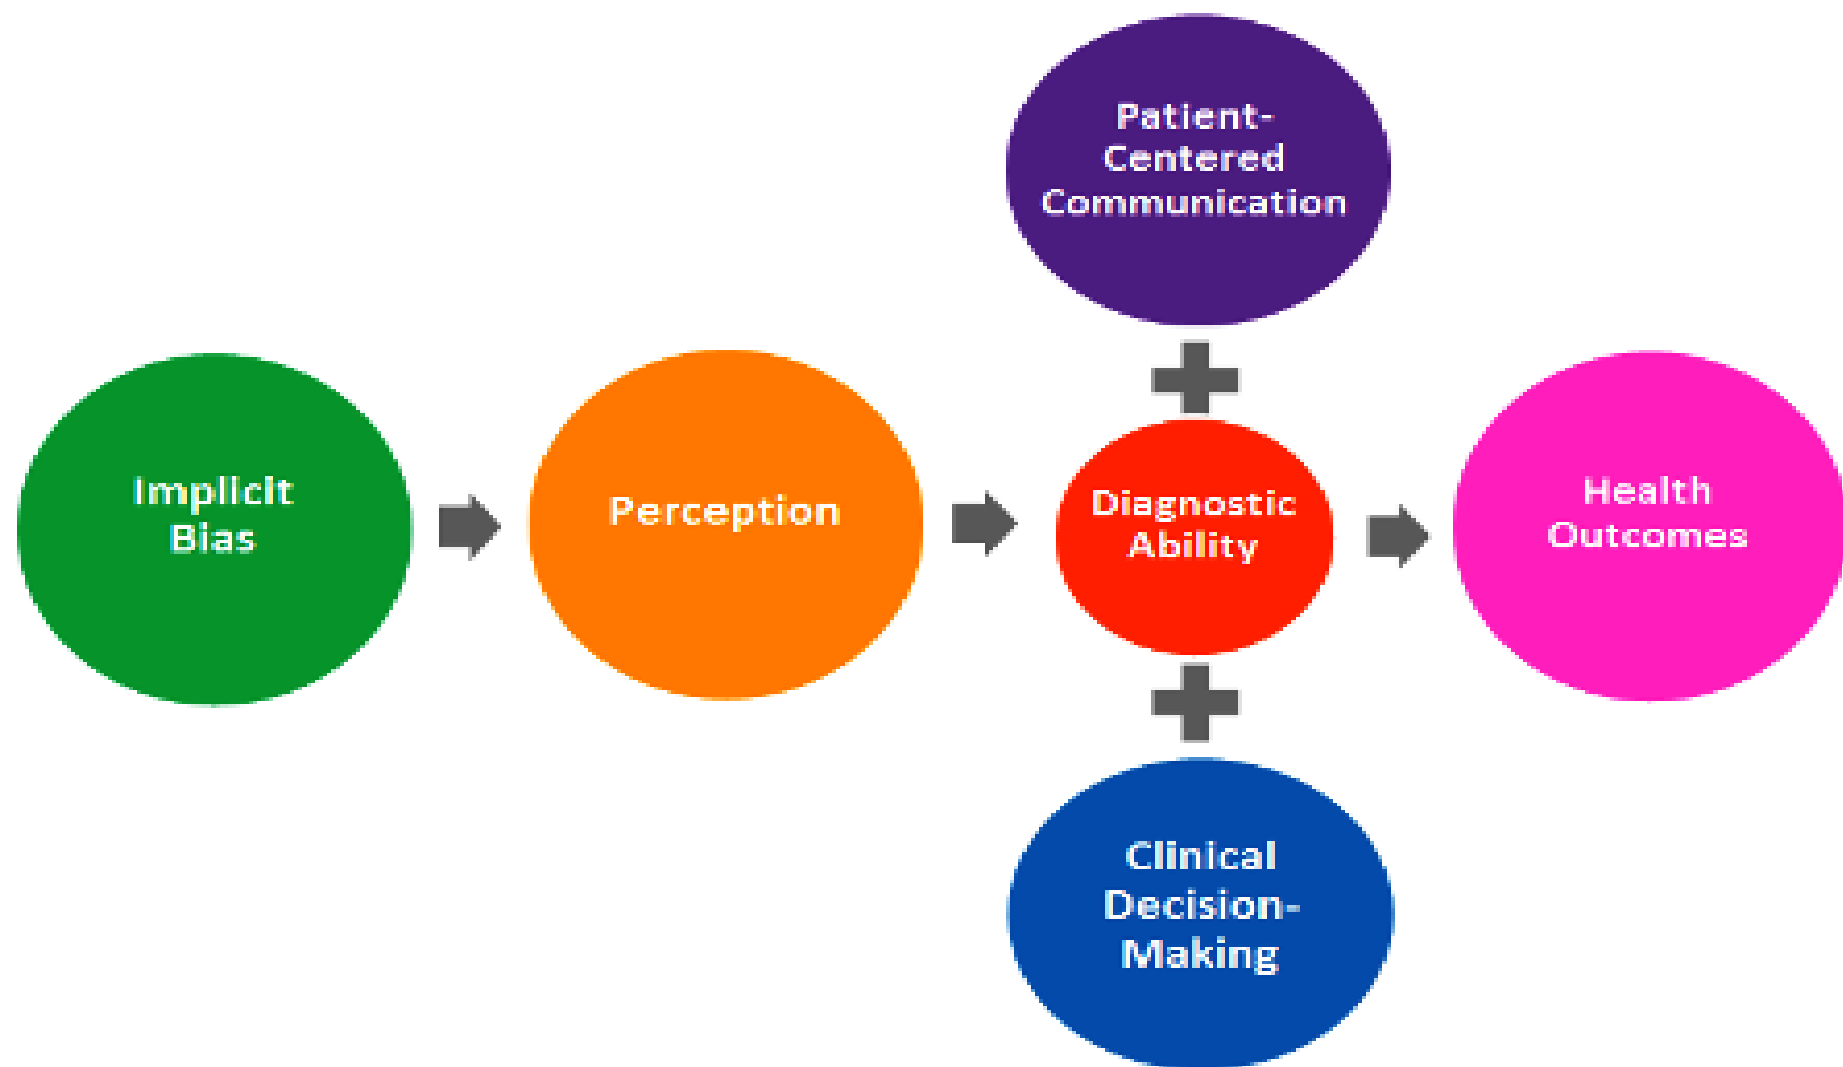 Patient-
Centered
Communication
Implicit
Bias
Perception
Diagnostic
Ability
Health
Outcomes
Clinical
Decision-
Making